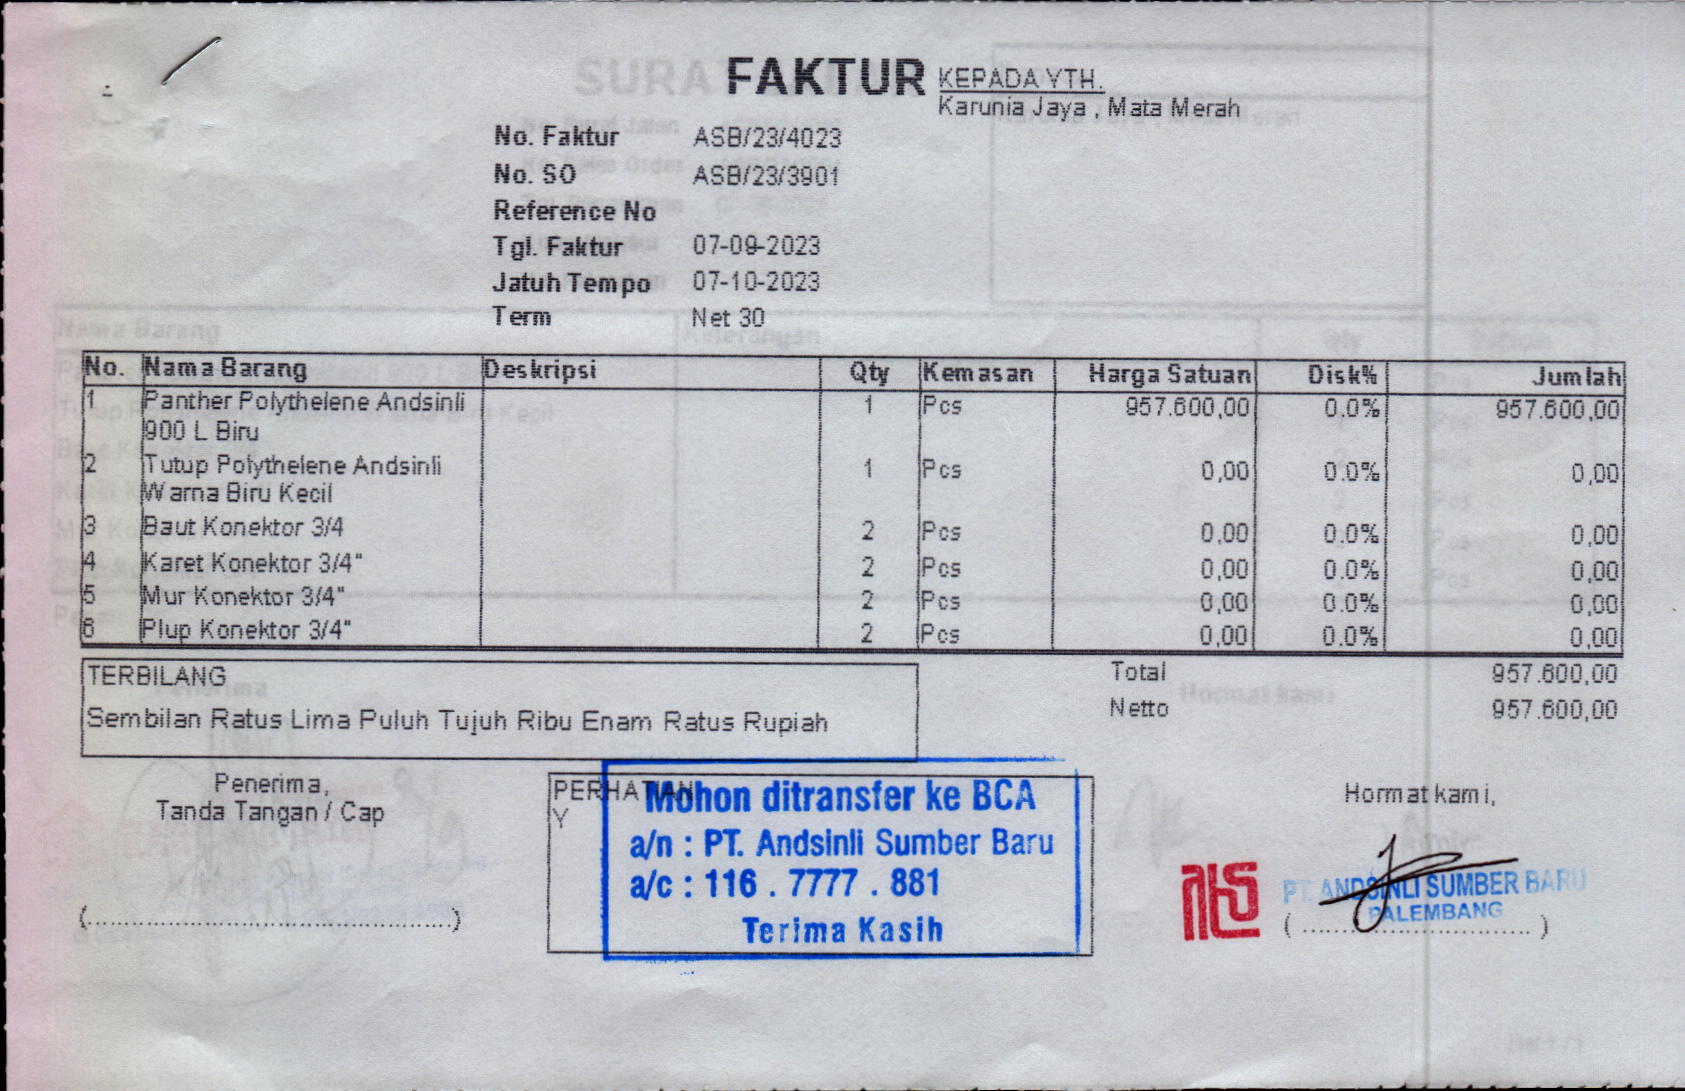 FAKTUR
KEPADA YTH.
Karunia Jaya , Mata Merah
No. Faktur ASB/23/4023
No. SO ASB/23/3901
Reference No
Tgl. Faktur 07-09-2023
Jatuh Tempo 07-10-2023
Term Net 30
No. Nama Barang Deskripsi Qty Kemasan Harga Satuan Disk% Jumlah
1 Panther Polythelene Andsinli 1 Pcs 957.600,00 0.0% 957.600,00
900 L Biru
2 Tutup Polythelene Andsinli 1 Pcs 0,00 0.0% 0,00
Warna Biru Kecil
3 Baut Konektor 3/4 2 Pcs 0,00 0.0% 0,00
4 Karet Konektor 3/4" 2 Pcs 0,00 0.0% 0,00
5 Mur Konektor 3/4" 2 Pcs 0,00 0.0% 0,00
6 Plup Konektor 3/4" 2 Pcs 0,00 0.0% 0,00
TERBILANG
Sembilan Ratus Lima Puluh Tujuh Ribu Enam Ratus Rupiah
Total 957.600,00
Netto 957.600,00
Penerima,
Tanda Tangan / Cap
(........................................................)
PERHATIAN
Y
Mohon ditransfer ke BCA
a/n : PT. Andsinli Sumber Baru
a/c : 116 . 7777 . 881
Terima Kasih
Hormat kami,
PT. ANDSINLI SUMBER BARU
PALEMBANG
( ................................... )